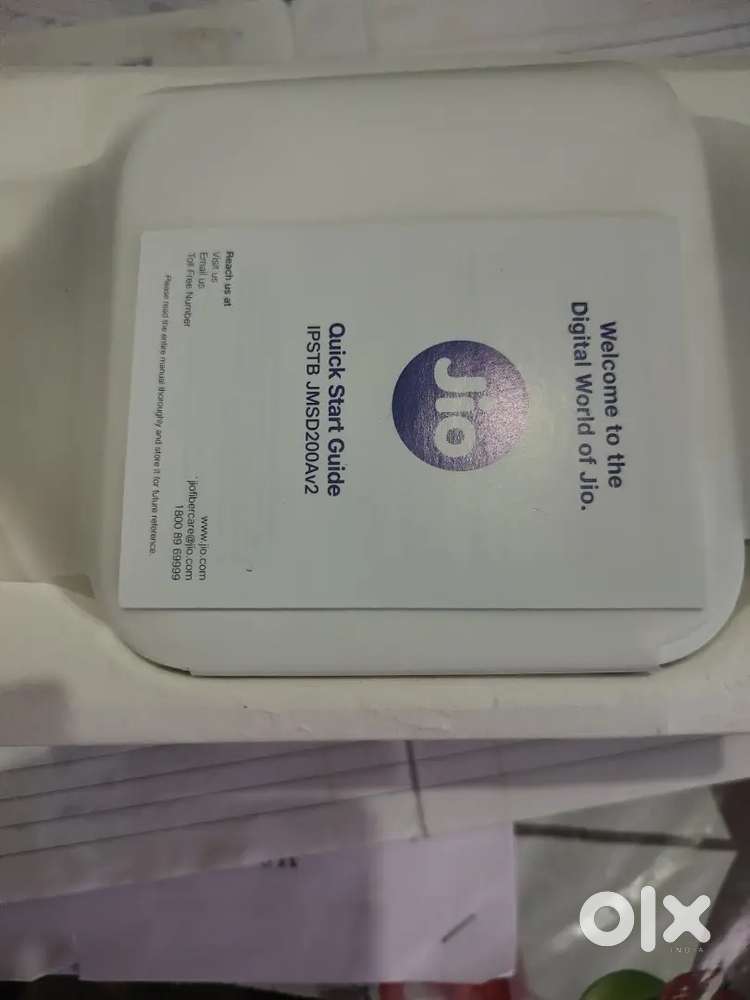 Welcome to the
Digital World of Jio.
Jio
Quick Start Guide
IPSTB JMSD200Av2
Reach us at
Visit us
www.jio.com
Email us
jiofibercare@jio.com
Toll Free Number
1800 89 69999
Please read the entire manual thoroughly and store it for future reference.
olx
INDIA